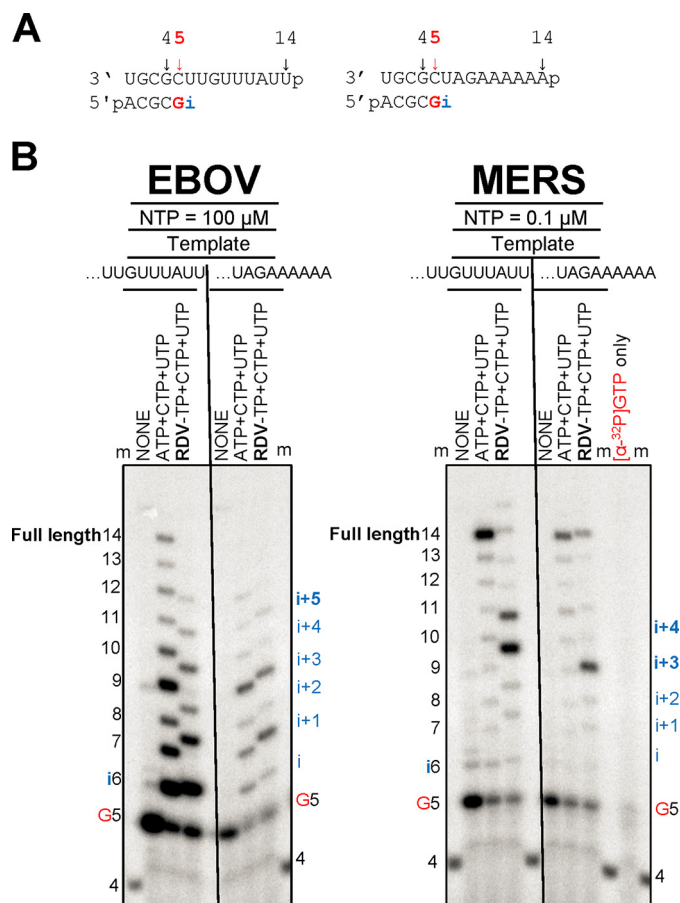 A
4 5 14
3‘ UGCGCUUGUUUAUUp
5'pACGCGi
4 5 14
3’ UGCGCUAGAAAAAAp
5’pACGCGi
B
EBOV
NTP = 100 µM
Template
...UUGUUUAUU ...UAGAAAAAA
m
NONE
ATP+CTP+UTP
RDV-TP+CTP+UTP
NONE
ATP+CTP+UTP
RDV-TP+CTP+UTP
m
Full length14
13
12
11
10
9
8
7
i6
G5
4
i+5
i+4
i+3
i+2
i+1
i
G5
4
MERS
NTP = 0.1 µM
Template
...UUGUUUAUU ...UAGAAAAAA
m
NONE
ATP+CTP+UTP
RDV-TP+CTP+UTP
m
NONE
ATP+CTP+UTP
RDV-TP+CTP+UTP
m
[α-³²P]GTP only
m
Full length14
13
12
11
10
9
8
7
i6
G5
4
i+4
i+3
i+2
i+1
i
G5
4